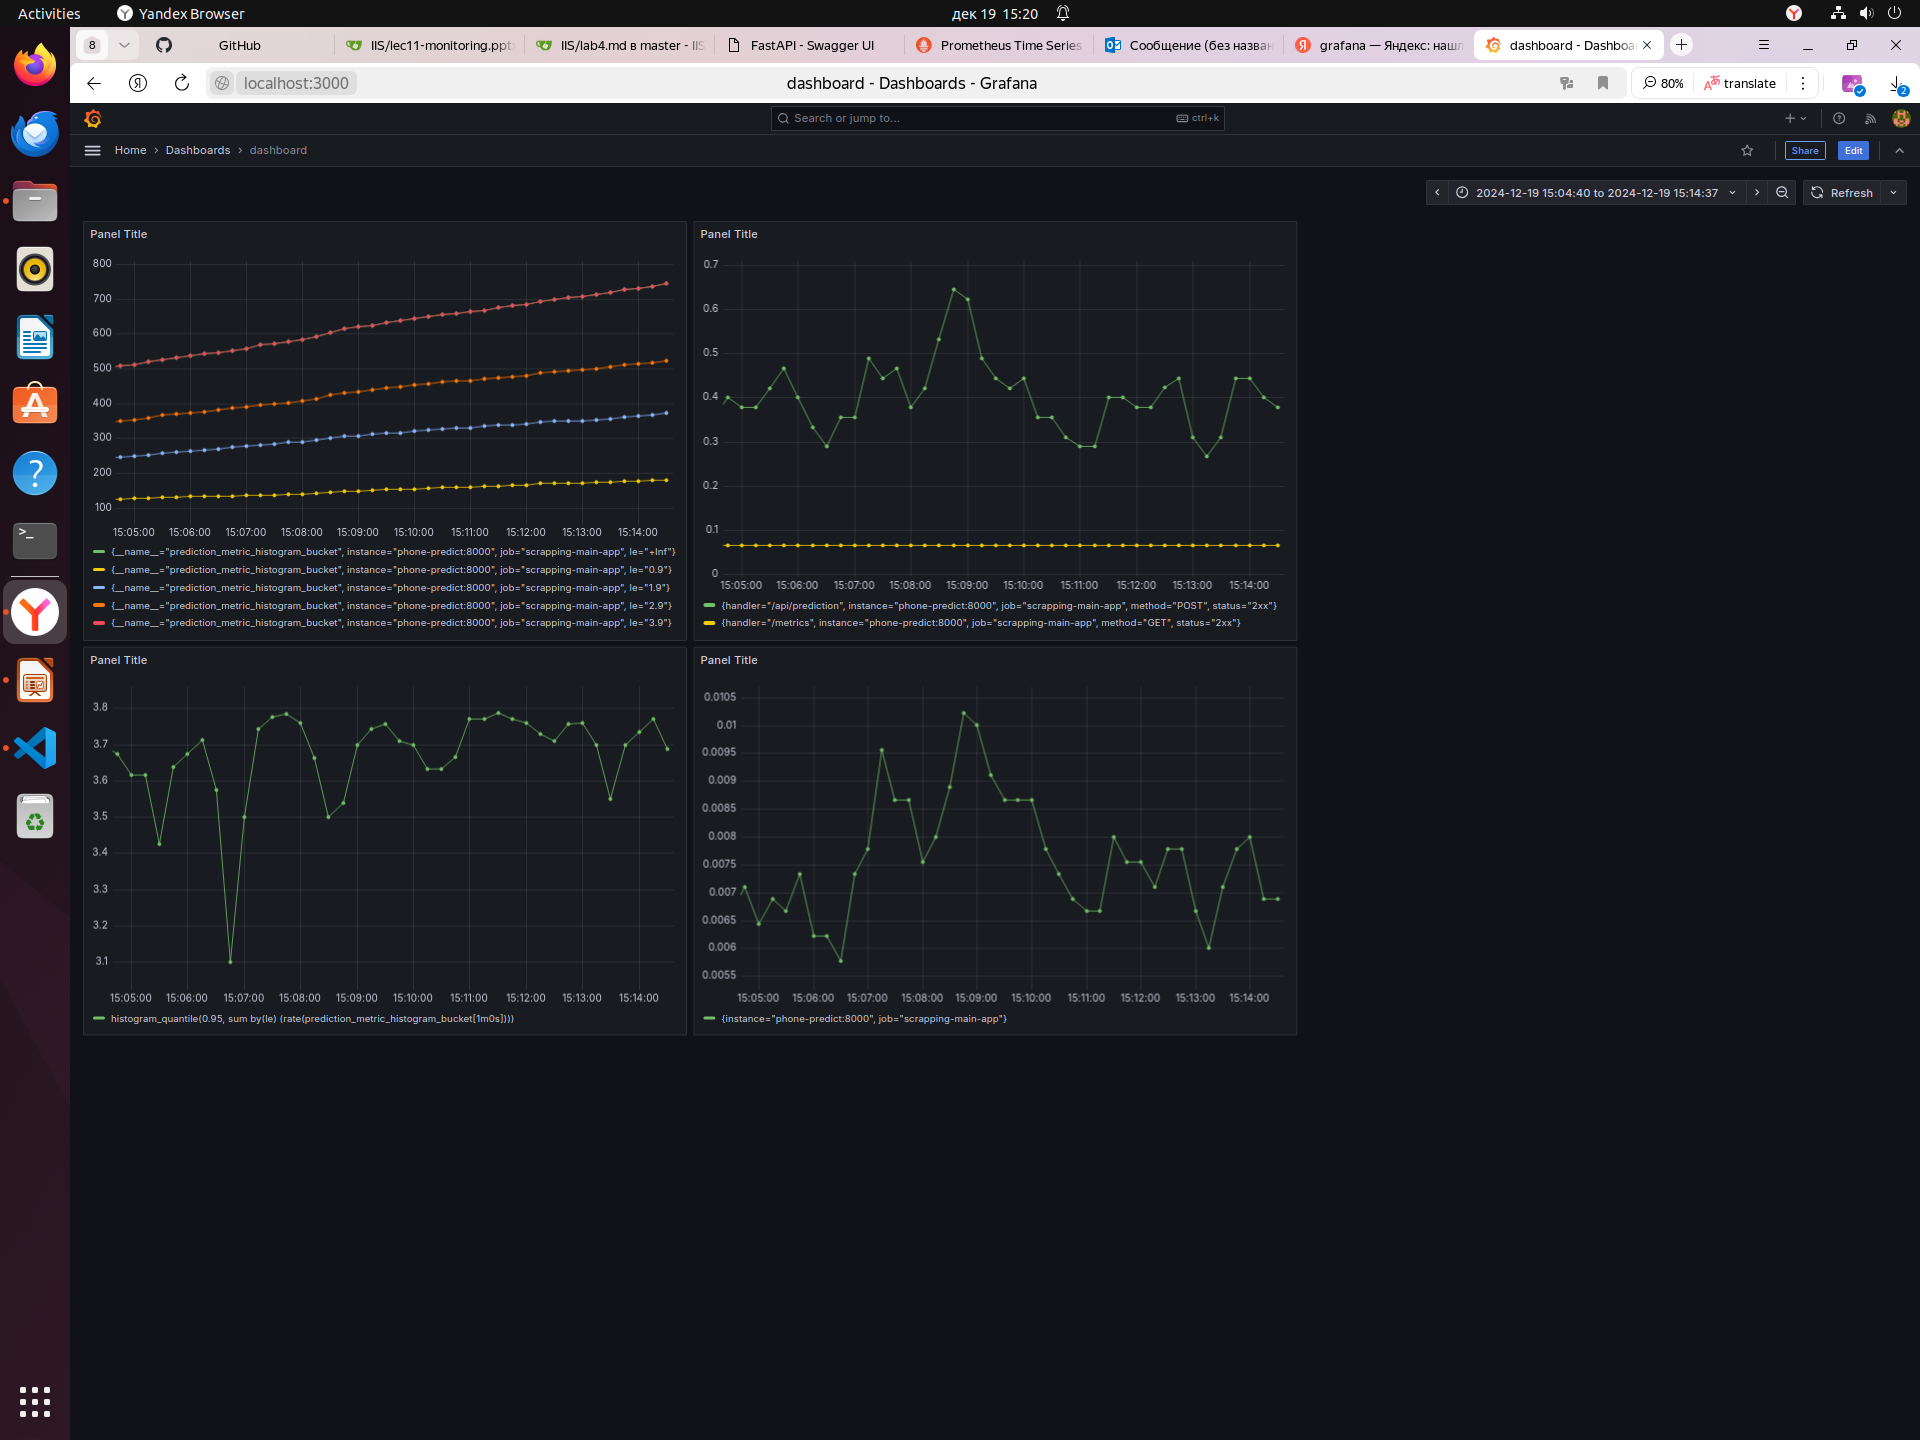 Activities
Yandex Browser
дек 19 15:20
8
GitHub
IIS/lec11-monitoring.pptx
IIS/lab4.md в master - IIS
FastAPI - Swagger UI
Prometheus Time Series
Сообщение (без назван
grafana — Яндекс: нашл
dashboard - Dashboa
localhost:3000
dashboard - Dashboards - Grafana
80%
translate
2
Search or jump to...
ctrl+k
Home › Dashboards › dashboard
Share
Edit
2024-12-19 15:04:40 to 2024-12-19 15:14:37
Refresh
Panel Title
800
700
600
500
400
300
200
100
15:05:00 15:06:00 15:07:00 15:08:00 15:09:00 15:10:00 15:11:00 15:12:00 15:13:00 15:14:00
{__name__="prediction_metric_histogram_bucket", instance="phone-predict:8000", job="scrapping-main-app", le="+Inf"}
{__name__="prediction_metric_histogram_bucket", instance="phone-predict:8000", job="scrapping-main-app", le="0.9"}
{__name__="prediction_metric_histogram_bucket", instance="phone-predict:8000", job="scrapping-main-app", le="1.9"}
{__name__="prediction_metric_histogram_bucket", instance="phone-predict:8000", job="scrapping-main-app", le="2.9"}
{__name__="prediction_metric_histogram_bucket", instance="phone-predict:8000", job="scrapping-main-app", le="3.9"}
Panel Title
0.7
0.6
0.5
0.4
0.3
0.2
0.1
0
15:05:00 15:06:00 15:07:00 15:08:00 15:09:00 15:10:00 15:11:00 15:12:00 15:13:00 15:14:00
{handler="/api/prediction", instance="phone-predict:8000", job="scrapping-main-app", method="POST", status="2xx"}
{handler="/metrics", instance="phone-predict:8000", job="scrapping-main-app", method="GET", status="2xx"}
Panel Title
3.8
3.7
3.6
3.5
3.4
3.3
3.2
3.1
15:05:00 15:06:00 15:07:00 15:08:00 15:09:00 15:10:00 15:11:00 15:12:00 15:13:00 15:14:00
histogram_quantile(0.95, sum by(le) (rate(prediction_metric_histogram_bucket[1m0s])))
Panel Title
0.0105
0.01
0.0095
0.009
0.0085
0.008
0.0075
0.007
0.0065
0.006
0.0055
15:05:00 15:06:00 15:07:00 15:08:00 15:09:00 15:10:00 15:11:00 15:12:00 15:13:00 15:14:00
{instance="phone-predict:8000", job="scrapping-main-app"}